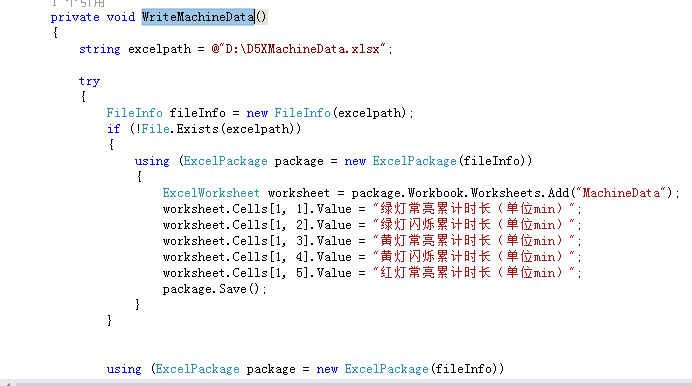 1 个引用
private void WriteMachineData()
{
string excelpath = @"D:\D5XMachineData.xlsx";
try
{
FileInfo fileInfo = new FileInfo(excelpath);
if (!File.Exists(excelpath))
{
using (ExcelPackage package = new ExcelPackage(fileInfo))
{
ExcelWorksheet worksheet = package.Workbook.Worksheets.Add("MachineData");
worksheet.Cells[1, 1].Value = "绿灯常亮累计时长（单位min）";
worksheet.Cells[1, 2].Value = "绿灯闪烁累计时长（单位min）";
worksheet.Cells[1, 3].Value = "黄灯常亮累计时长（单位min）";
worksheet.Cells[1, 4].Value = "黄灯闪烁累计时长（单位min）";
worksheet.Cells[1, 5].Value = "红灯常亮累计时长（单位min）";
package.Save();
}
}
using (ExcelPackage package = new ExcelPackage(fileInfo))